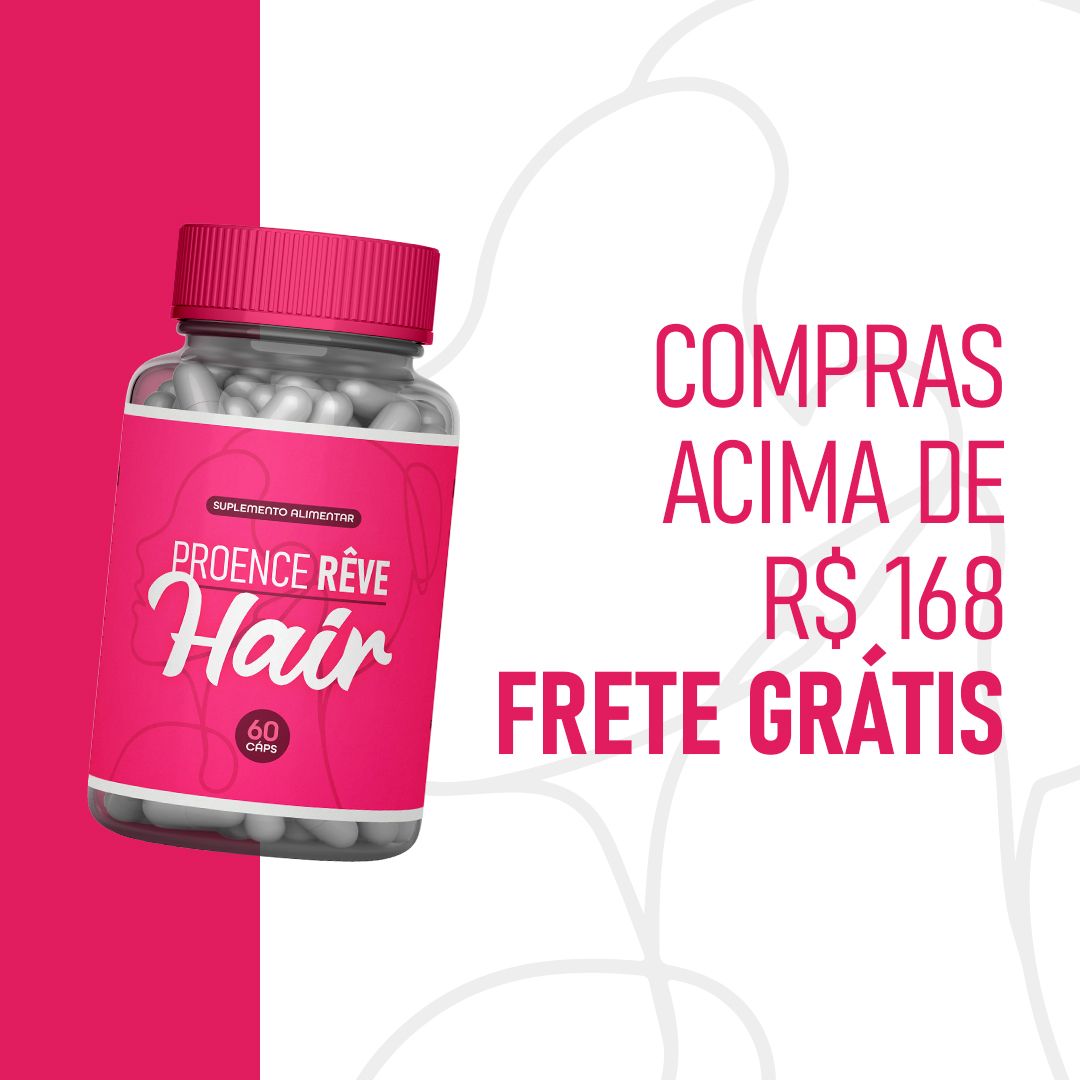 SUPLEMENTO ALIMENTAR
PROENCE RÊVE
Hair
60
CÁPS
COMPRAS
ACIMA DE
R$ 168
FRETE GRÁTIS